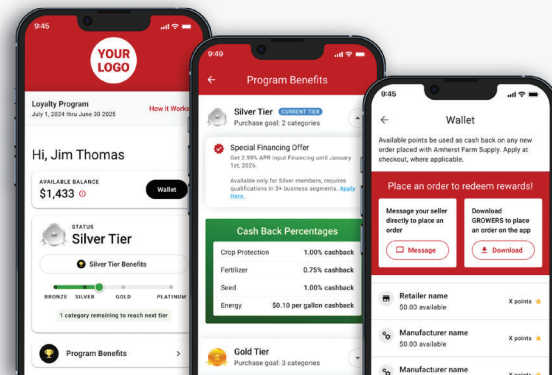 9:45
YOUR
LOGO
Loyalty Program
July 1, 2024 thru June 30 2025
How it Works
Hi, Jim Thomas
AVAILABLE BALANCE
$1,433
Wallet
STATUS
Silver Tier
Silver Tier Benefits
BRONZE SILVER GOLD PLATINUM
1 category remaining to reach next tier
Program Benefits
9:49
Program Benefits
Silver Tier CURRENT TIER
Purchase goal: 2 categories
Special Financing Offer
Get 2.99% APR Input Financing until January
1st, 2026.
Available only for Silver members, requires
qualifications in 3+ business segments. Apply
Here.
Cash Back Percentages
Crop Protection 1.00% cashback
Fertilizer 0.75% cashback
Seed 1.00% cashback
Energy $0.10 per gallon cashback
Gold Tier
Purchase goal: 3 categories
9:45
Wallet
Available points be used as cash back on any new
order placed with Amherst Farm Supply. Apply at
checkout, where applicable.
Place an order to redeem rewards!
Message your seller
directly to place an
order
Message
Download
GROWERS to place
an order on the app
Download
Retailer name
$0.00 available
X points
Manufacturer name
$0.00 available
X points
Manufacturer name
$0.00 available
X points